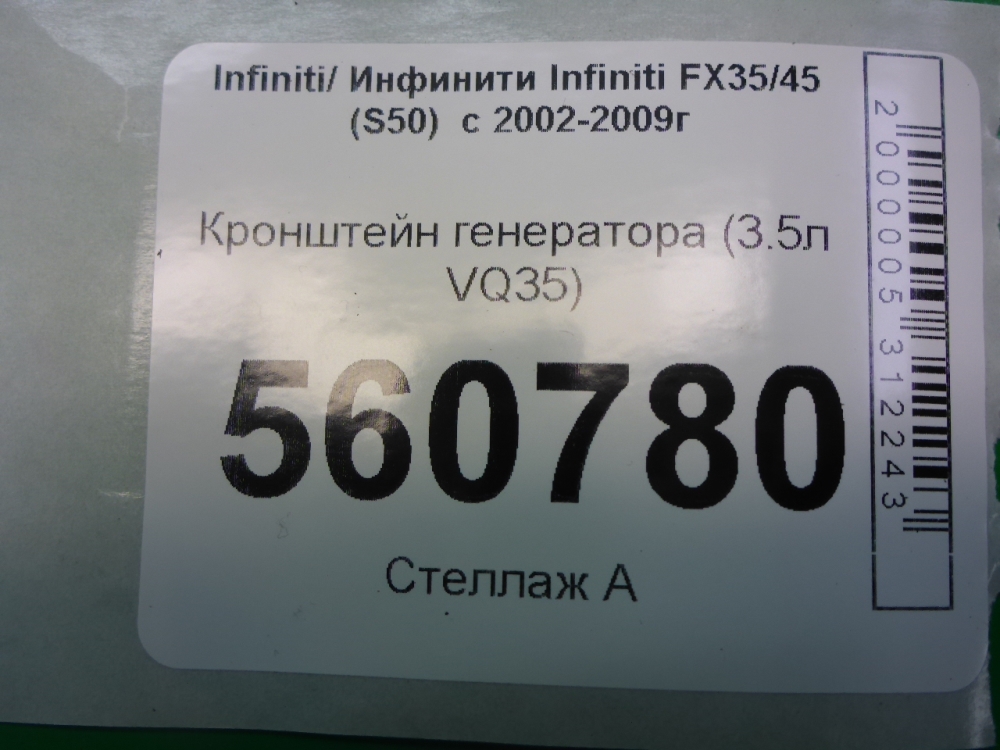 Infiniti/ Инфинити Infiniti FX35/45
(S50) с 2002-2009г
Кронштейн генератора (3.5л
VQ35)
560780
Стеллаж А
2000005312243